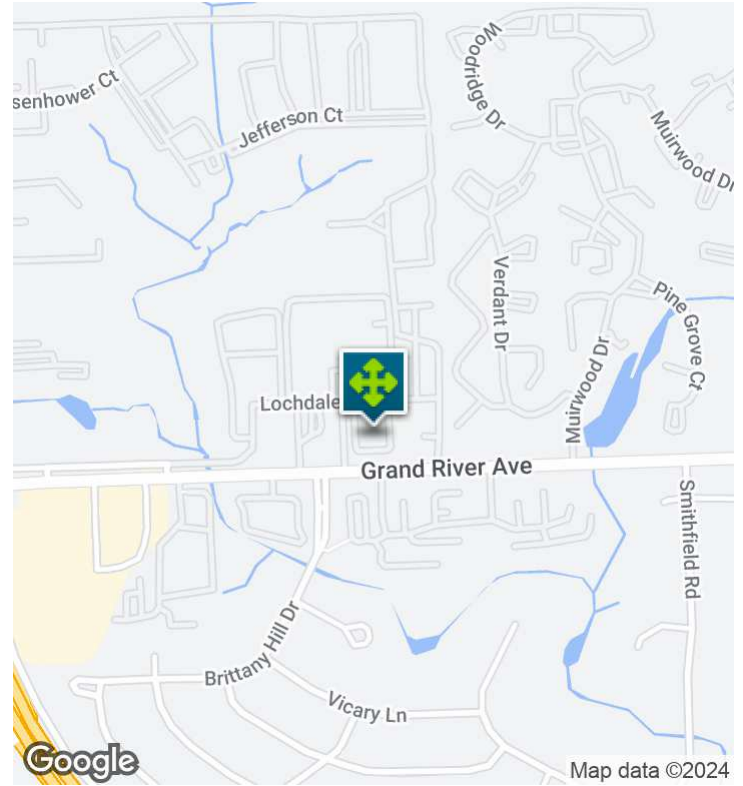 senhower Ct
Jefferson Ct
Woodridge Dr
Muirwood Dr
Verdant Dr
Pine Grove Ct
Muirwood Dr
Lochdale
Grand River Ave
Smithfield Rd
Brittany Hill Dr
Vicary Ln
Google
Map data ©2024